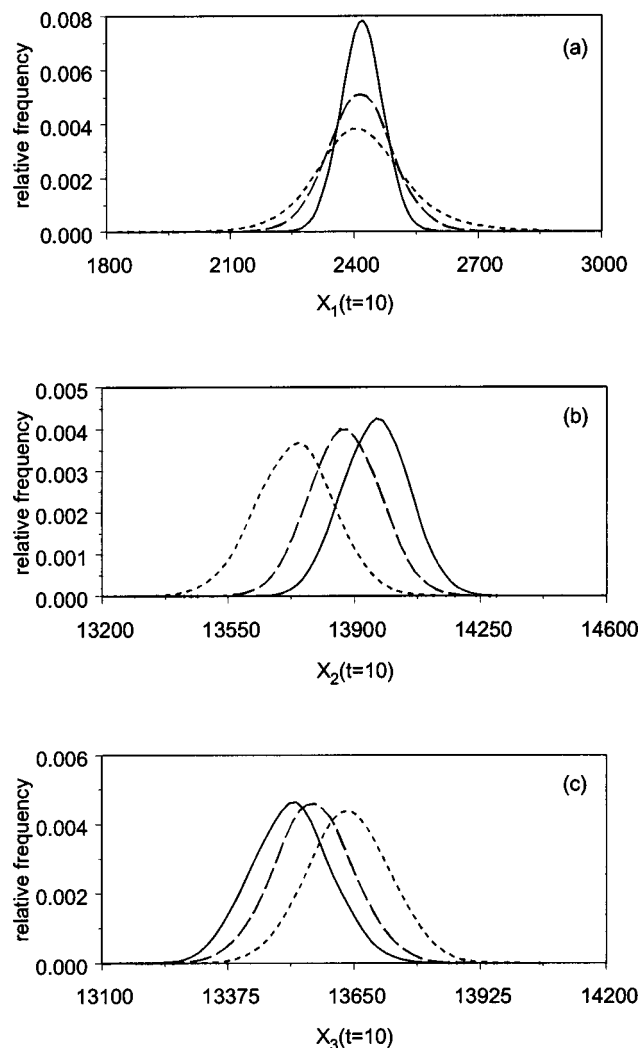 0.008
(a)
0.006
0.004
0.002
0.000
relative frequency
1800 2100 2400 2700 3000
X1(t=10)
0.005
(b)
0.004
0.003
0.002
0.001
0.000
relative frequency
13200 13550 13900 14250 14600
X2(t=10)
0.006
(c)
0.004
0.002
0.000
relative frequency
13100 13375 13650 13925 14200
X3(t=10)